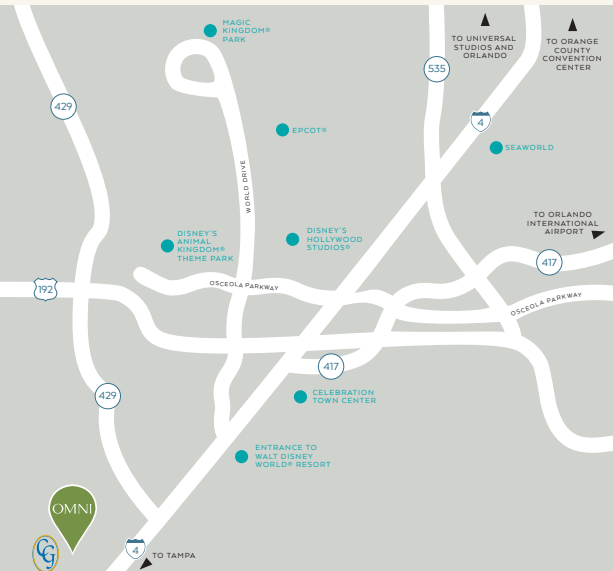 MAGIC
KINGDOM®
PARK
TO UNIVERSAL
STUDIOS AND
ORLANDO
TO ORANGE
COUNTY
CONVENTION
CENTER
535
429
4
EPCOT®
SEAWORLD
WORLD DRIVE
TO ORLANDO
INTERNATIONAL
AIRPORT
DISNEY'S
ANIMAL
KINGDOM®
THEME PARK
DISNEY'S
HOLLYWOOD
STUDIOS®
417
192
OSCEOLA PARKWAY
OSCEOLA PARKWAY
417
429
CELEBRATION
TOWN CENTER
ENTRANCE TO
WALT DISNEY
WORLD® RESORT
OMNI
CG
4
TO TAMPA